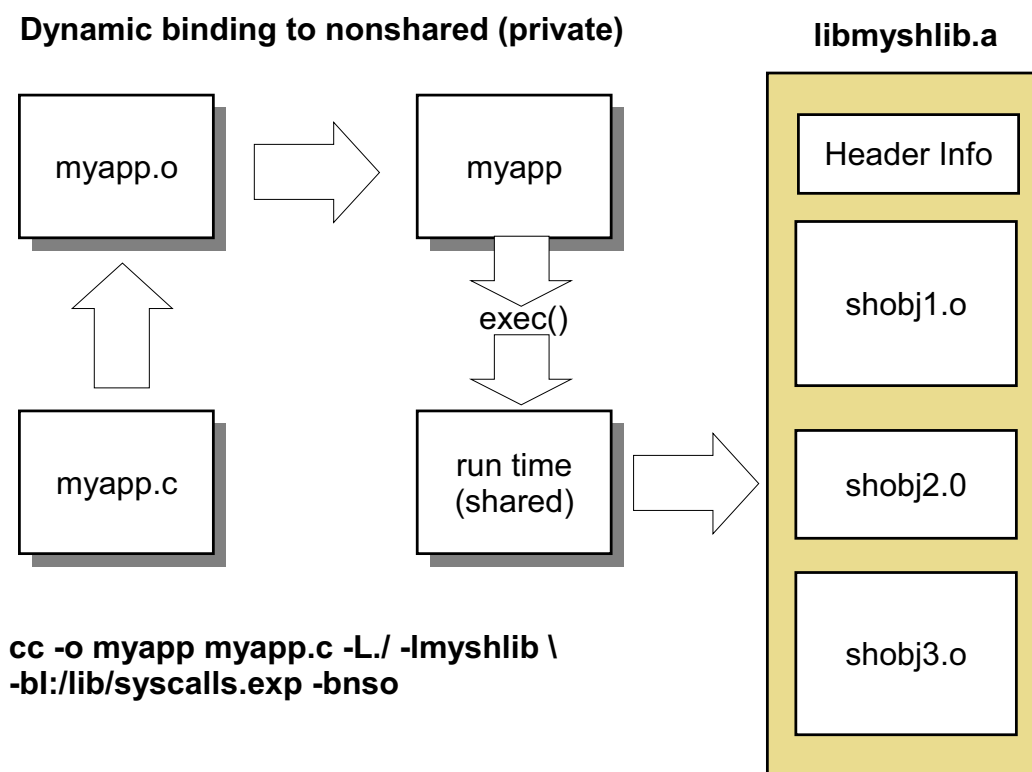 Dynamic binding to nonshared (private)
libmyshlib.a
myapp.o
myapp
Header Info
shobj1.o
exec()
myapp.c
run time
(shared)
shobj2.0
shobj3.o
cc -o myapp myapp.c -L./ -lmyshlib \
-bI:/lib/syscalls.exp -bnso